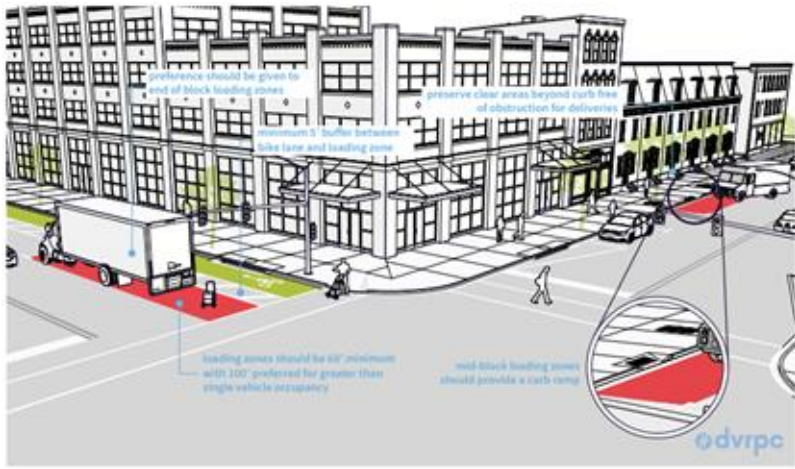 preference should be given to
end of block loading zones
preserve clear areas beyond curb free
of obstruction for deliveries
minimum 5' buffer between
bike lane and loading zone
loading zones should be 60' minimum
with 100' preferred for greater than
single vehicle occupancy
mid-block loading zones
should provide a curb ramp
dvrpc